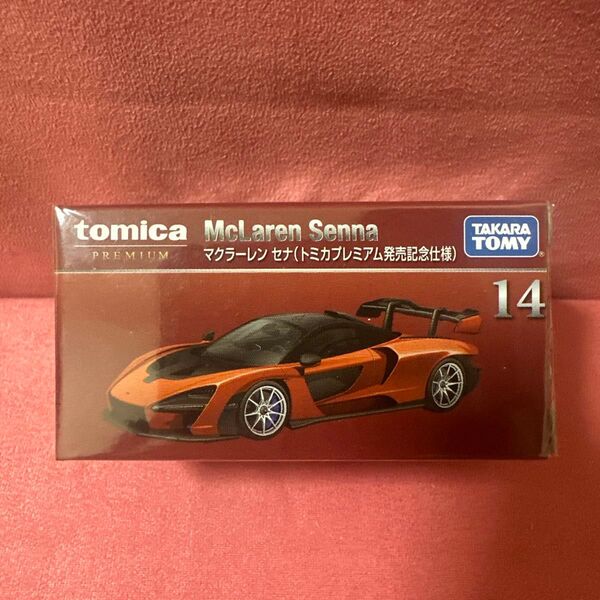 tomica
PREMIUM
McLaren Senna
マクラーレン セナ(トミカプレミアム発売記念仕様)
TAKARA
TOMY
14